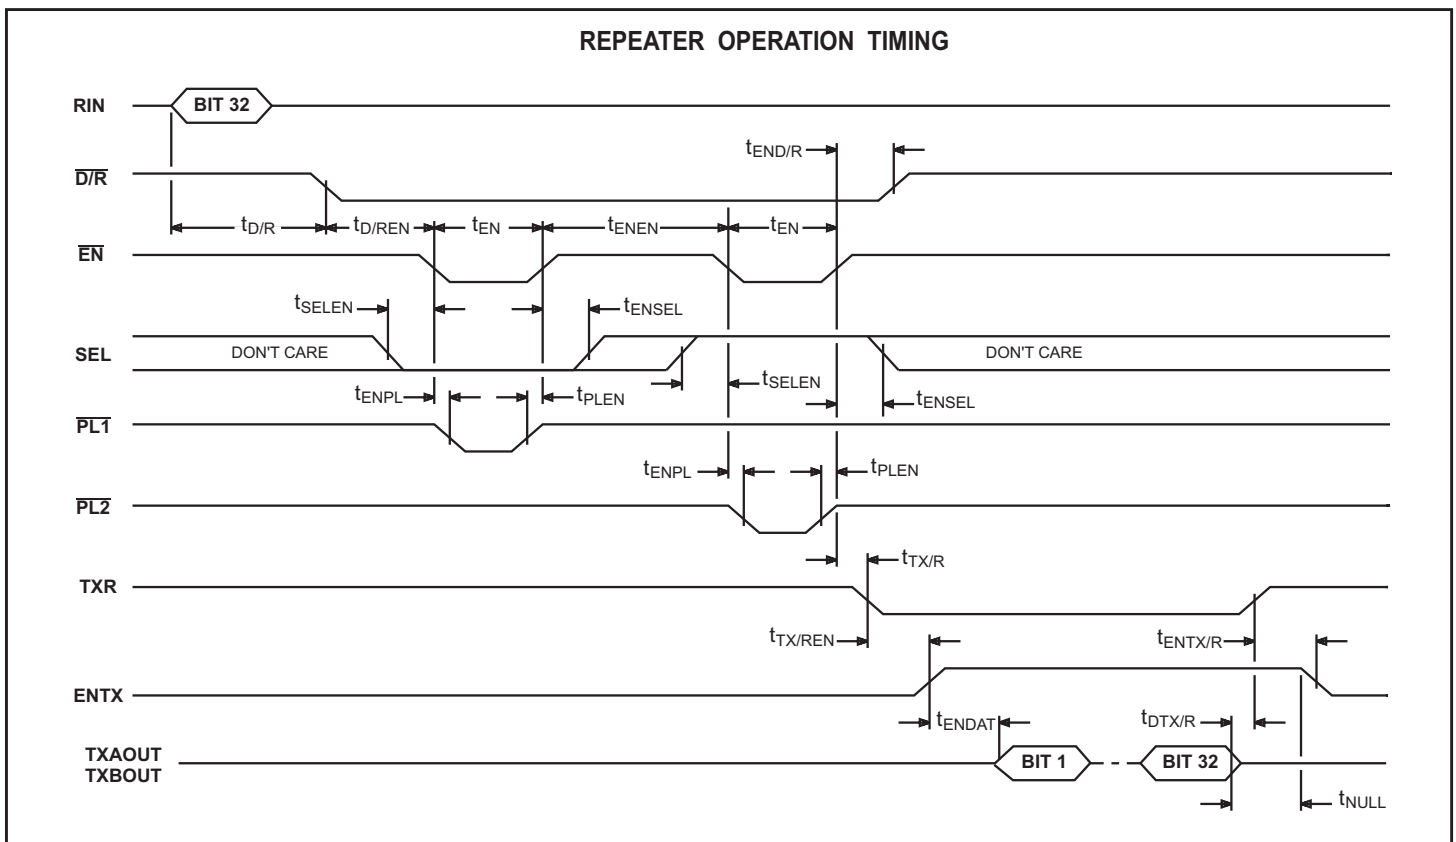 REPEATER OPERATION TIMING
RIN
BIT 32
tEND/R
D/R
tD/R
tD/REN
tEN
tENEN
tEN
EN
tSELEN
tENSEL
SEL
DON'T CARE
DON'T CARE
tSELEN
tENPL
tPLEN
tENSEL
PL1
tENPL
tPLEN
PL2
tTX/R
TXR
tTX/REN
tENTX/R
ENTX
tENDAT
tDTX/R
TXAOUT
TXBOUT
BIT 1
BIT 32
tNULL